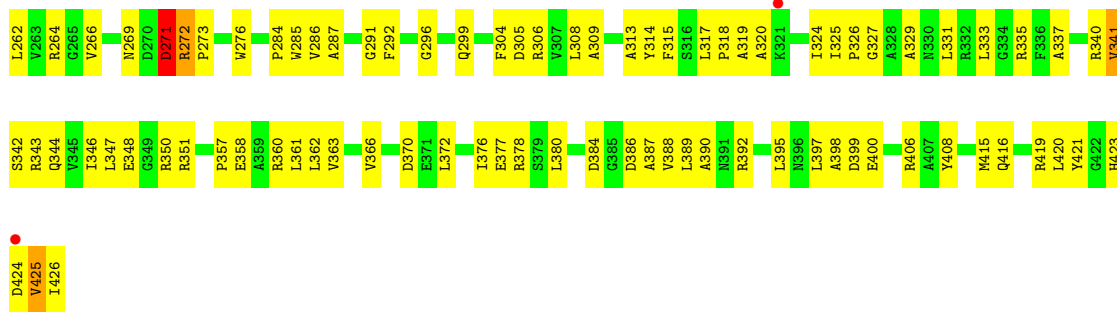 L262 V263 R264 G265 V266 N269 D270 D271 R272 P273 W276 P284 W285 V286 A287 G291 F292 G296 Q299 F304 D305 R306 V307 L308 A309 A313 Y314 F315 S316 L317 P318 A319 A320 K321 I324 I325 P326 G327 A328 A329 N330 L331 R332 L333 G334 R335 F336 A337 R340 V341
S342 R343 Q344 V345 I346 L347 E348 G349 R350 R351 P357 E358 A359 R360 L361 L362 V363 V366 D370 E371 L372 I376 E377 R378 S379 L380 D384 G385 D386 A387 V388 L389 A390 N391 R392 L395 N396 L397 A398 D399 E400 R406 A407 Y408 M415 Q416 R419 L420 Y421 G422 H423
D424 V425 I426